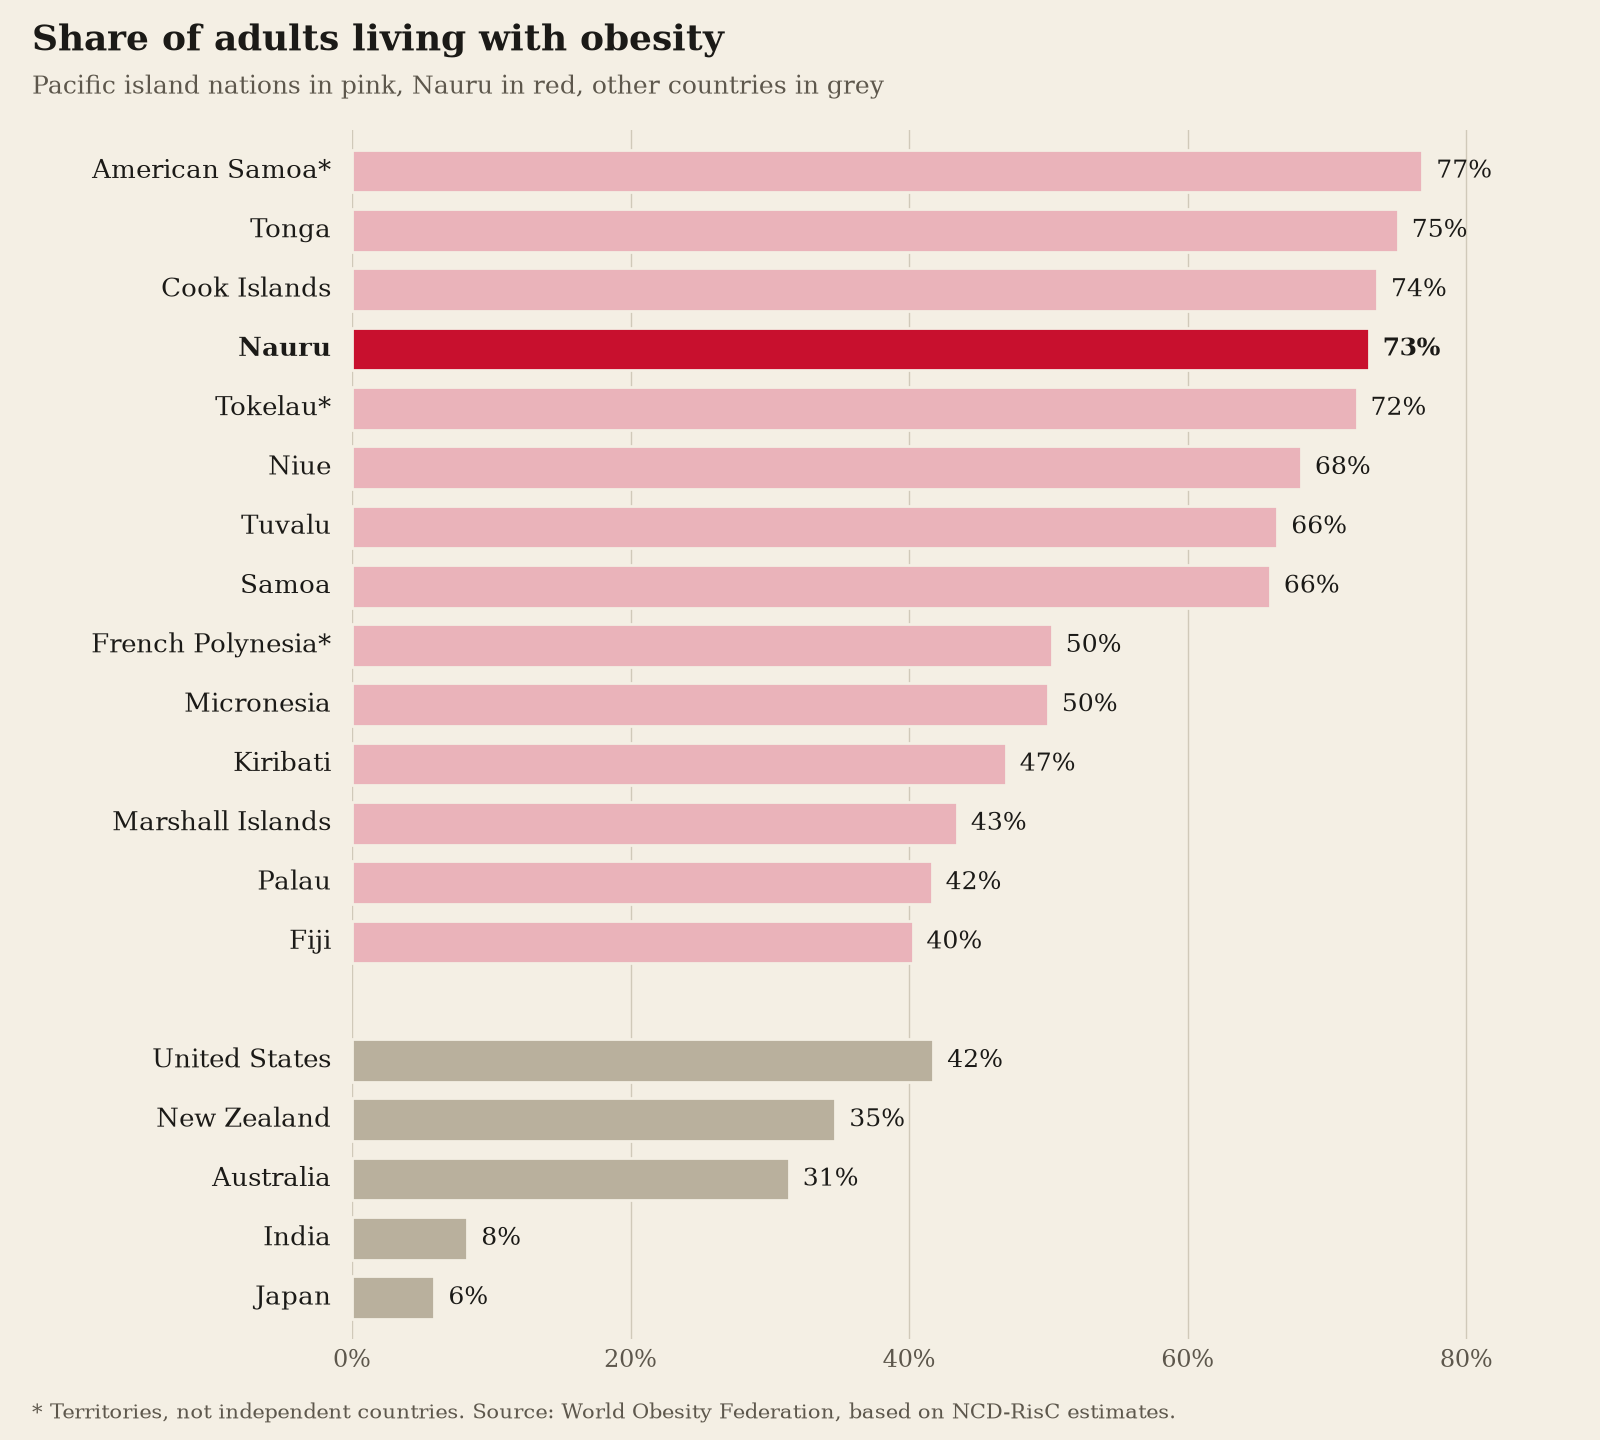 Share of adults living with obesity
Pacific island nations in pink, Nauru in red, other countries in grey
American Samoa* 77%
Tonga 75%
Cook Islands 74%
Nauru 73%
Tokelau* 72%
Niue 68%
Tuvalu 66%
Samoa 66%
French Polynesia* 50%
Micronesia 50%
Kiribati 47%
Marshall Islands 43%
Palau 42%
Fiji 40%
United States 42%
New Zealand 35%
Australia 31%
India 8%
Japan 6%
0% 20% 40% 60% 80%
* Territories, not independent countries. Source: World Obesity Federation, based on NCD-RisC estimates.